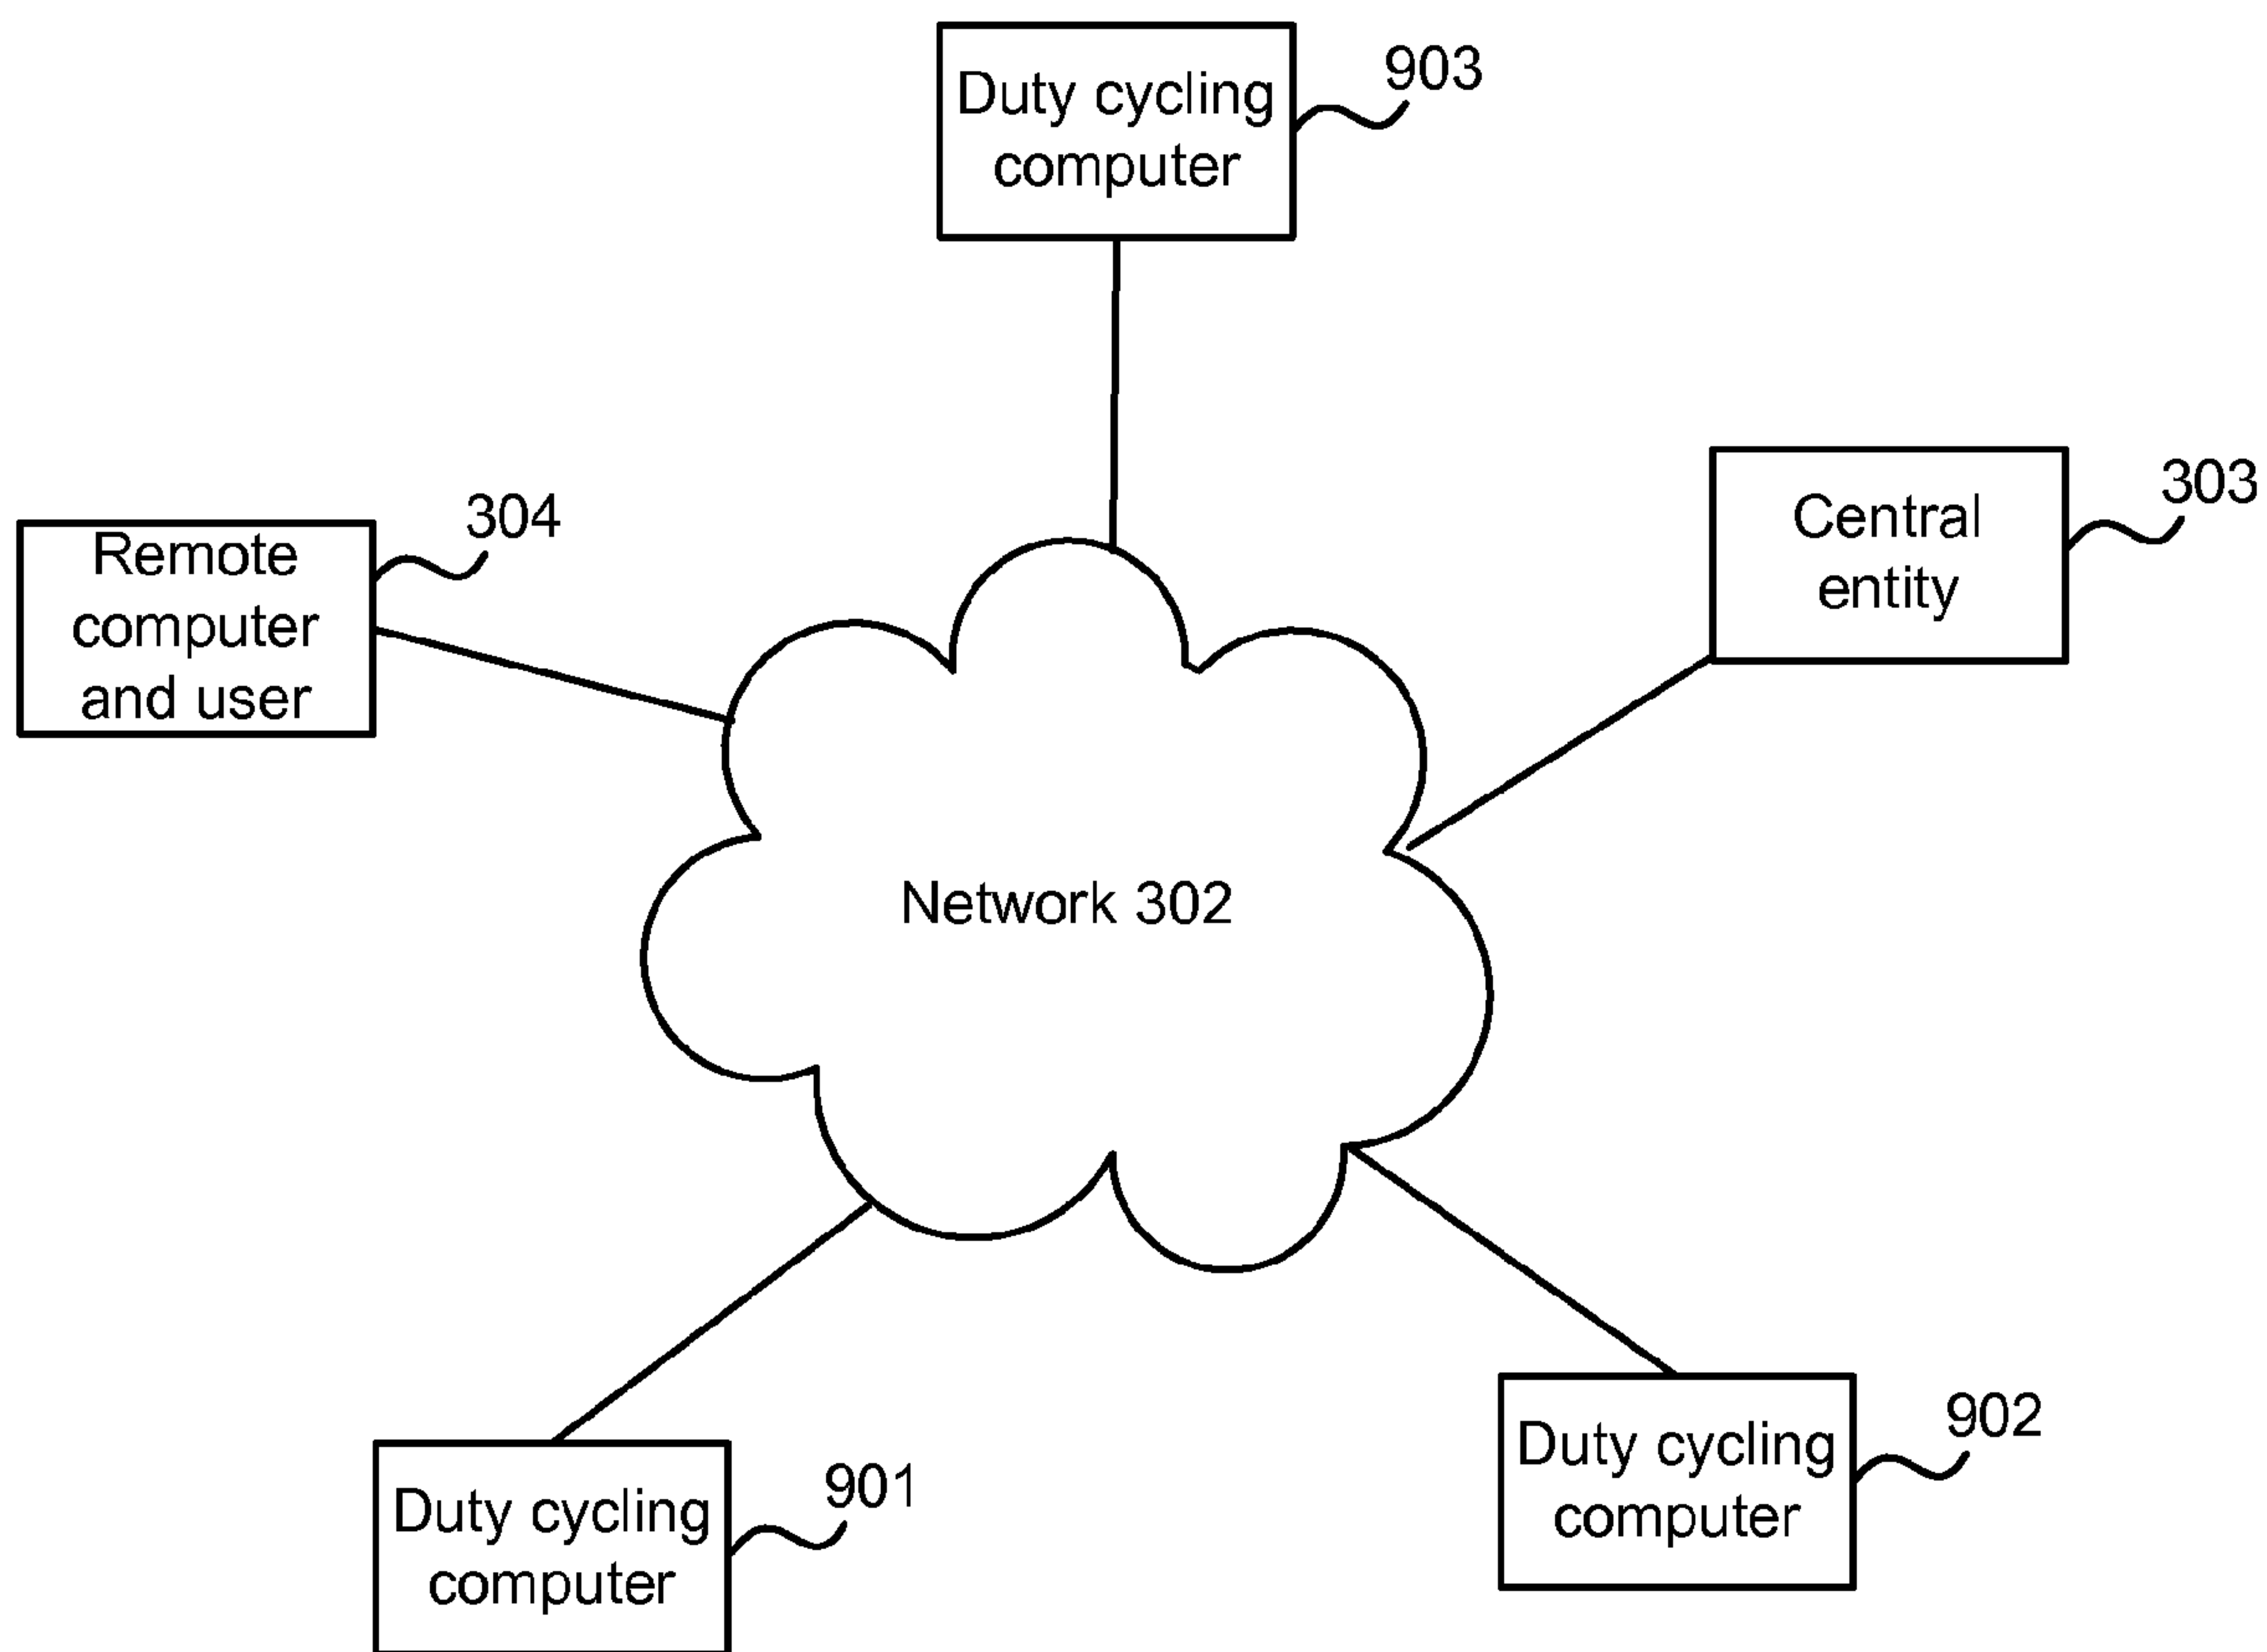 Duty cycling
computer
903
304
Remote
computer
and user
Central
entity
303
Network 302
Duty cycling
computer
902
Duty cycling
computer
901